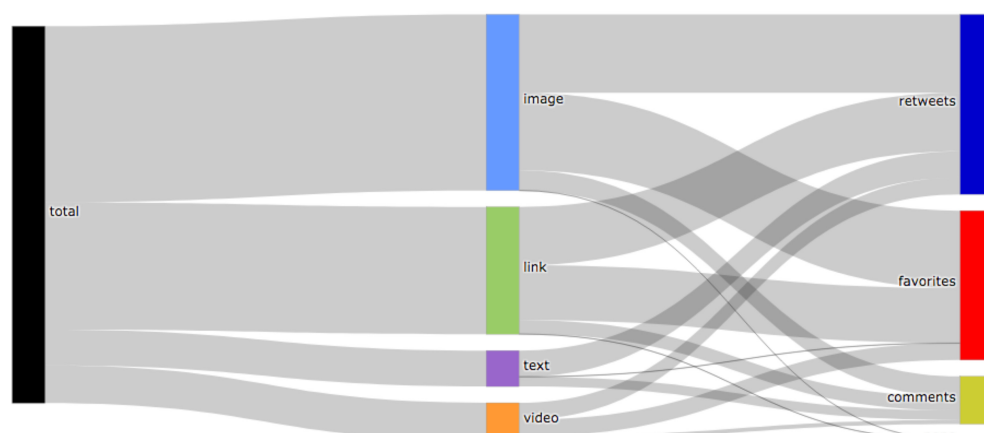 total
image
link
text
video
retweets
favorites
comments